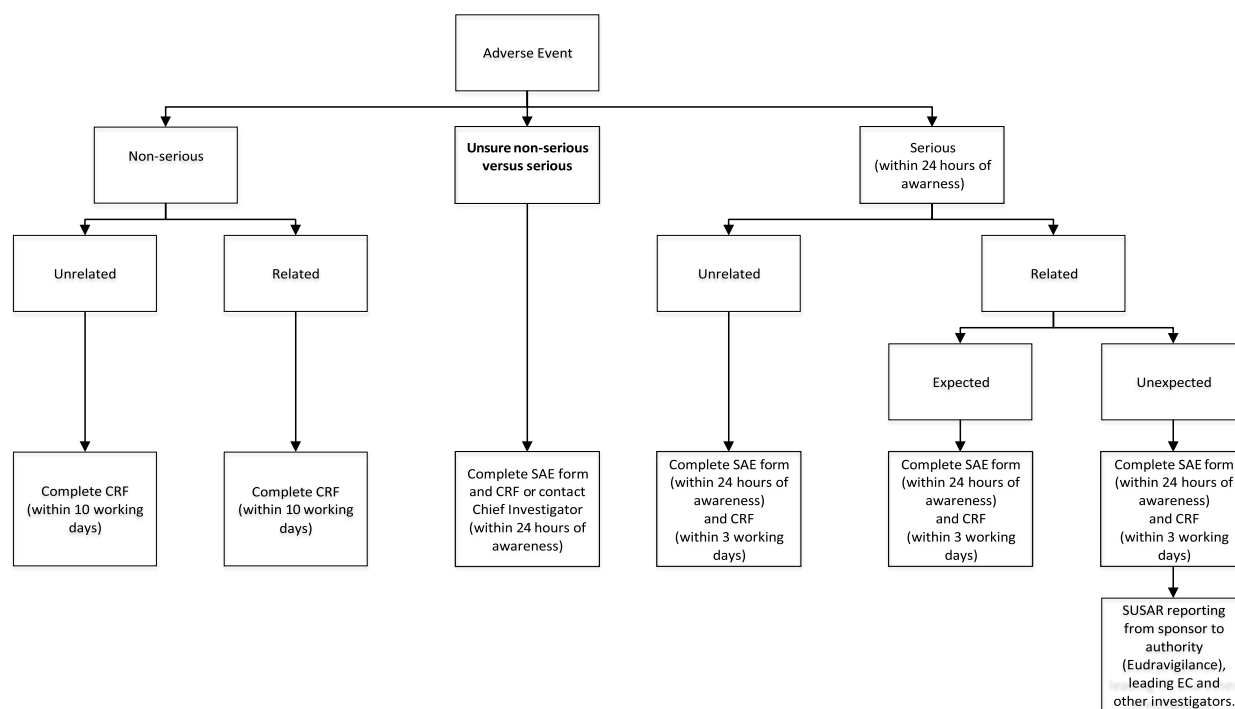 Adverse Event
Non-serious
Unsure non-serious
versus serious
Serious
(within 24 hours of
awarness)
Unrelated
Related
Unrelated
Related
Expected
Unexpected
Complete CRF
(within 10 working
days)
Complete CRF
(within 10 working
days)
Complete SAE form
and CRF or contact
Chief Investigator
(within 24 hours of
awareness)
Complete SAE form
(within 24 hours of
awareness)
and CRF
(within 3 working
days)
Complete SAE form
(within 24 hours of
awareness)
and CRF
(within 3 working
days)
Complete SAE form
(within 24 hours of
awareness)
and CRF
(within 3 working
days)
SUSAR reporting
from sponsor to
authority
(Eudravigilance),
leading EC and
other investigators.